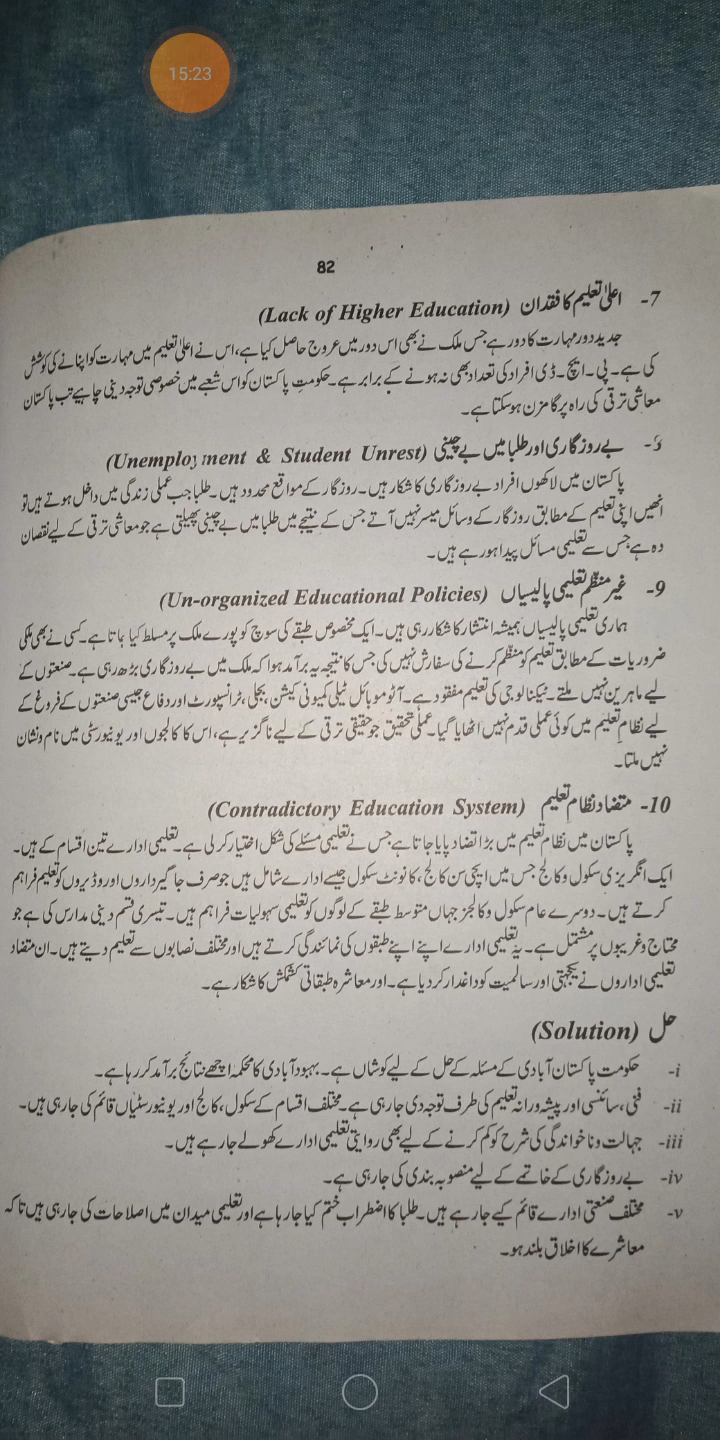 15:23
82
7- اعلیٰ تعلیم کا فقدان (Lack of Higher Education)
جدید دور مہارت کا دور ہے جس ملک نے بھی اس دور میں عروج حاصل کیا ہے، اس نے اعلیٰ تعلیم میں مہارت کو اپنانے کی کوشش
کی ہے۔ پی۔ ایچ۔ ڈی افراد کی تعداد بھی نہ ہونے کے برابر ہے۔ حکومتِ پاکستان کو اس شعبے میں خصوصی توجہ دینی چاہیے تب پاکستان
معاشی ترقی کی راہ پر گامزن ہو سکتا ہے۔
بے روزگاری اور طلبا میں بے چینی (Unemployment & Student Unrest)
پاکستان میں لاکھوں افراد بے روزگاری کا شکار ہیں۔ روزگار کے مواقع محدود ہیں۔ طلبا جب عملی زندگی میں داخل ہوتے ہیں تو
انھیں اپنی تعلیم کے مطابق روزگار کے وسائل میسر نہیں آتے جس کے نتیجے میں طلبا میں بے چینی پھیلتی ہے جو معاشی ترقی کے لیے نقصان
دہ ہے جس سے تعلیمی مسائل پیدا ہو رہے ہیں۔
9- غیر منظّم تعلیمی پالیسیاں (Un-organized Educational Policies)
ہماری تعلیمی پالیسیاں ہمیشہ انتشار کا شکار رہی ہیں۔ ایک مخصوص طبقے کی سوچ کو پورے ملک پر مسلط کیا جاتا ہے۔ کسی نے بھی ملکی
ضروریات کے مطابق تعلیم کو منظم کرنے کی سفارش نہیں کی جس کا نتیجہ یہ برآمد ہوا کہ ملک میں بے روزگاری بڑھ رہی ہے۔ صنعتوں کے
لیے ماہرین نہیں ملتے۔ ٹیکنالوجی کی تعلیم مفقود ہے۔ آٹو موبائل ٹیلی کمیونی کیشن، بجلی، ٹرانسپورٹ اور دفاع جیسی صنعتوں کے فروغ کے
لیے نظامِ تعلیم میں کوئی عملی قدم نہیں اٹھایا گیا۔ عملی تحقیق جو حقیقی ترقی کے لیے ناگزیر ہے، اس کا کالجوں اور یونیورسٹی میں نام و نشان
نہیں ملتا۔
10- متضاد نظام تعلیم (Contradictory Education System)
پاکستان میں نظام تعلیم میں بڑا تضاد پایا جاتا ہے جس نے تعلیمی مسئلے کی شکل اختیار کر لی ہے۔ تعلیمی ادارے تین اقسام کے ہیں۔
ایک انگریزی سکول و کالج جس میں ایچی سن کالج، کانونٹ سکول جیسے ادارے شامل ہیں جو صرف جاگیرداروں اور وڈیروں کو تعلیم فراہم
کرتے ہیں۔ دوسرے عام سکول و کالجز جہاں متوسط طبقے کے لوگوں کو تعلیمی سہولیات فراہم ہیں۔ تیسری قسم دینی مدارس کی ہے جو
محتاج و غریبوں پر مشتمل ہے۔ یہ تعلیمی ادارے اپنے اپنے طبقوں کی نمائندگی کرتے ہیں اور مختلف نصابوں سے تعلیم دیتے ہیں۔ ان متضاد
تعلیمی اداروں نے یکجہتی اور سالمیت کو داغدار کر دیا ہے۔ اور معاشرہ طبقاتی کشمکش کا شکار ہے۔
حل (Solution)
i- حکومت پاکستان آبادی کے مسئلہ کے حل کے لیے کوشاں ہے۔ بہبود آبادی کا محکمہ اچھے نتائج برآمد کر رہا ہے۔
ii- فنی، سائنسی اور پیشہ ورانہ تعلیم کی طرف توجہ دی جا رہی ہے۔ مختلف اقسام کے سکول، کالج اور یونیورسٹیاں قائم کی جا رہی ہیں۔
iii- جہالت و ناخواندگی کی شرح کو کم کرنے کے لیے بھی روایتی تعلیمی ادارے کھولے جا رہے ہیں۔
iv- بے روزگاری کے خاتمے کے لیے منصوبہ بندی کی جا رہی ہے۔
v- مختلف صنعتی ادارے قائم کیے جا رہے ہیں۔ طلبا کا اضطراب ختم کیا جا رہا ہے اور تعلیمی میدان میں اصلاحات کی جا رہی ہیں تاکہ
معاشرے کا اخلاق بلند ہو۔